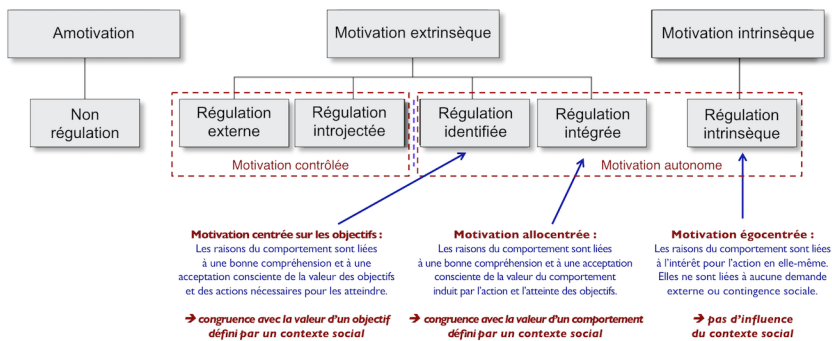 Amotivation
Motivation extrinsèque
Motivation intrinsèque
Non
régulation
Régulation
externe
Régulation
introjectée
Régulation
identifiée
Régulation
intégrée
Régulation
intrinsèque
Motivation contrôlée
Motivation autonome
Motivation centrée sur les objectifs :
Les raisons du comportement sont liées
à une bonne compréhension et à une
acceptation consciente de la valeur des objectifs
et des actions nécessaires pour les atteindre.
➔ congruence avec la valeur d'un objectif
défini par un contexte social
Motivation allocentrée :
Les raisons du comportement sont liées
à une bonne compréhension et à une acceptation
consciente de la valeur du comportement
induit par l'action et l'atteinte des objectifs.
➔ congruence avec la valeur d'un comportement
défini par un contexte social
Motivation égocentrée :
Les raisons du comportement sont liées
à l'intérêt pour l'action en elle-même.
Elles ne sont liées à aucune demande
externe ou contingence sociale.
➔ pas d'influence
du contexte social